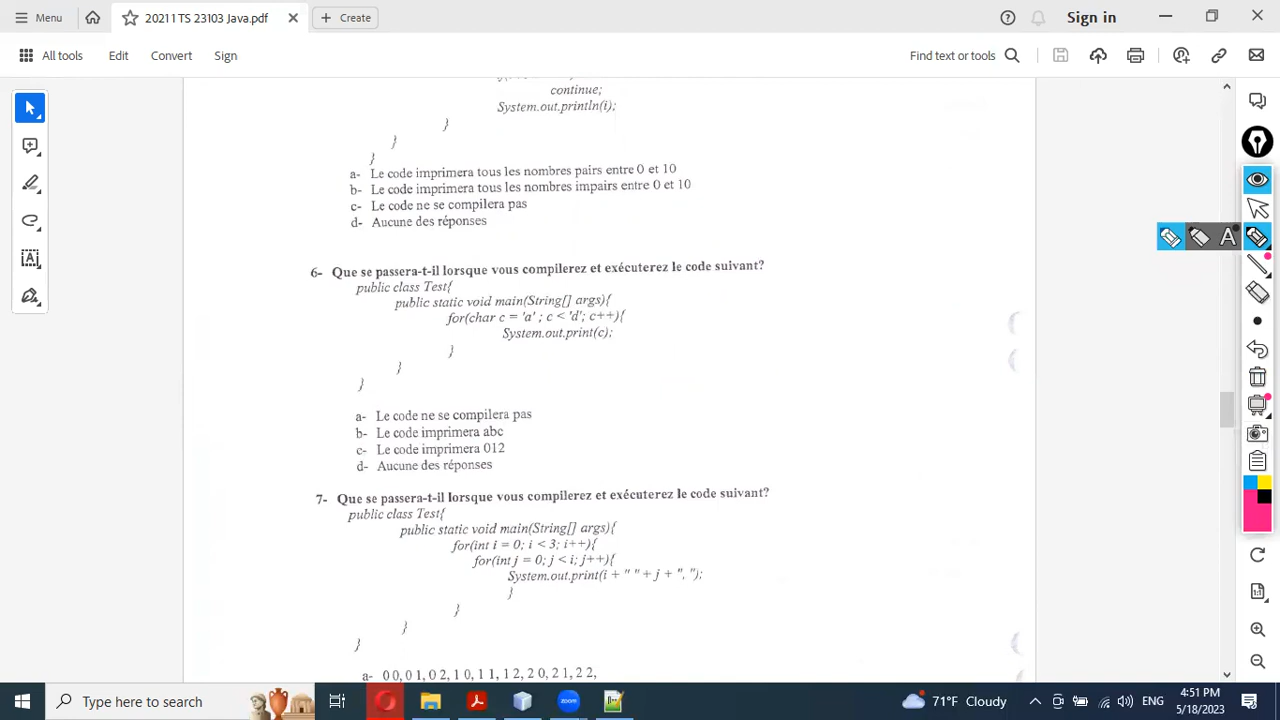 Menu
20211 TS 23103 Java.pdf
Create
Sign in
All tools
Edit
Convert
Sign
Find text or tools
continue;
System.out.println(i);
}
}
}
a- Le code imprimera tous les nombres pairs entre 0 et 10
b- Le code imprimera tous les nombres impairs entre 0 et 10
c- Le code ne se compilera pas
d- Aucune des réponses
6- Que se passera-t-il lorsque vous compilerez et exécuterez le code suivant?
public class Test{
public static void main(String[] args){
for(char c = 'a' ; c < 'd'; c++){
System.out.print(c);
}
}
}
a- Le code ne se compilera pas
b- Le code imprimera abc
c- Le code imprimera 012
d- Aucune des réponses
7- Que se passera-t-il lorsque vous compilerez et exécuterez le code suivant?
public class Test{
public static void main(String[] args){
for(int i = 0; i < 3; i++){
for(int j = 0; j < i; j++){
System.out.print(i + " " + j + ", ");
}
}
}
}
a- 0 0, 0 1, 0 2, 1 0, 1 1, 1 2, 2 0, 2 1, 2 2,
A
1:1
Type here to search
zoom
71°F Cloudy
ENG
4:51 PM
5/18/2023